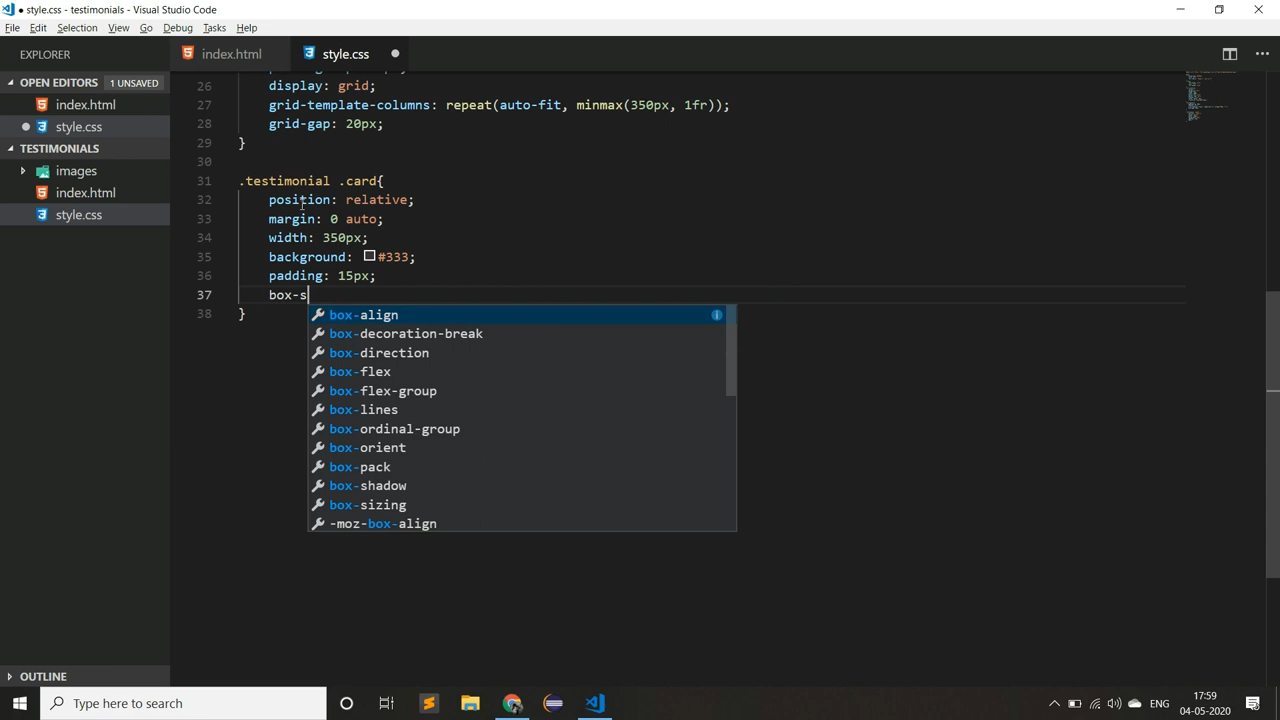 ● style.css - testimonials - Visual Studio Code
File Edit Selection View Go Debug Tasks Help
EXPLORER
index.html
style.css
OPEN EDITORS 1 UNSAVED
index.html
style.css
TESTIMONIALS
images
index.html
style.css
OUTLINE
26 display: grid;
27 grid-template-columns: repeat(auto-fit, minmax(350px, 1fr));
28 grid-gap: 20px;
29 }
30
31 .testimonial .card{
32 position: relative;
33 margin: 0 auto;
34 width: 350px;
35 background: #333;
36 padding: 15px;
37 box-s
38 }
box-align
box-decoration-break
box-direction
box-flex
box-flex-group
box-lines
box-ordinal-group
box-orient
box-pack
box-shadow
box-sizing
-moz-box-align
Type here to search
ENG
17:59
04-05-2020